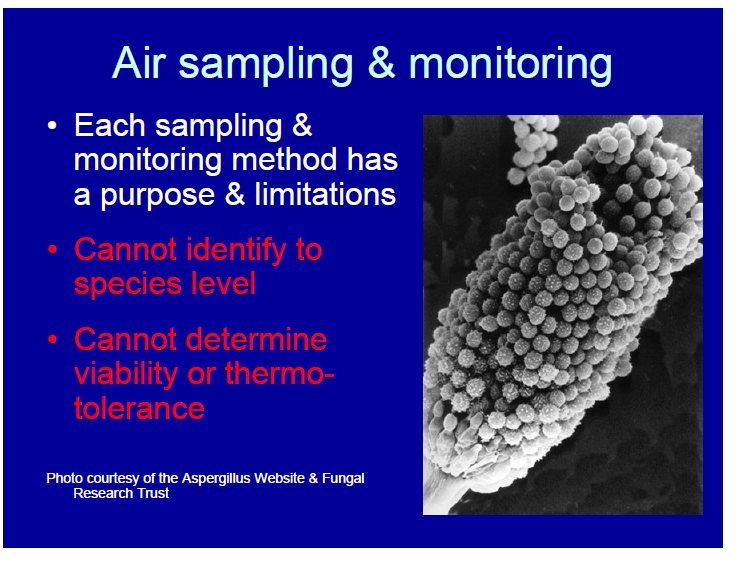 Air sampling & monitoring
• Each sampling &
monitoring method has
a purpose & limitations
• Cannot identify to
species level
• Cannot determine
viability or thermo-
tolerance
Photo courtesy of the Aspergillus Website & Fungal
Research Trust